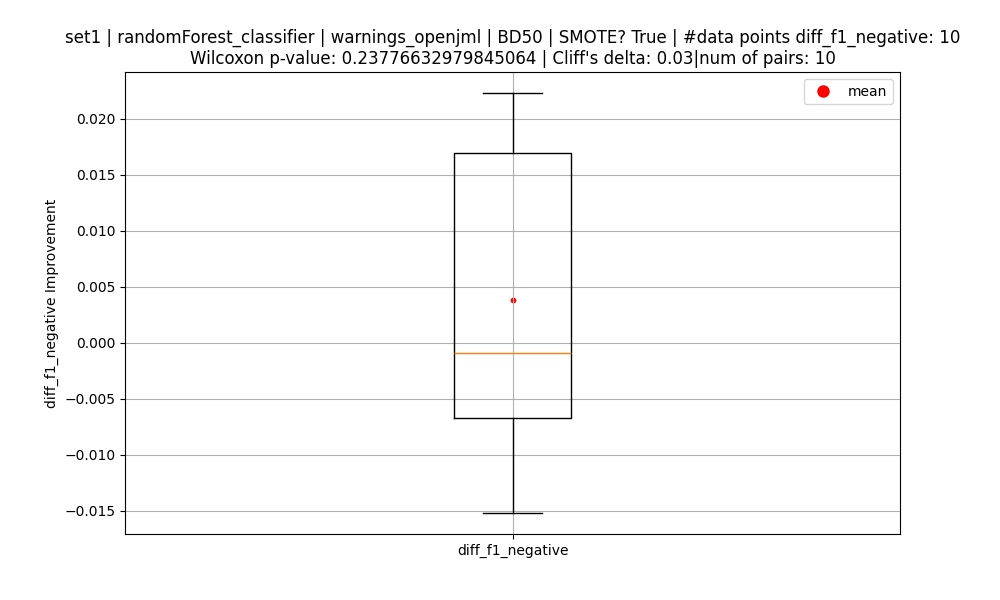 set1 | randomForest_classifier | warnings_openjml | BD50 | SMOTE? True | #data points diff_f1_negative: 10
Wilcoxon p-value: 0.23776632979845064 | Cliff's delta: 0.03|num of pairs: 10
mean
0.020
0.015
0.010
0.005
0.000
−0.005
−0.010
−0.015
diff_f1_negative Improvement
diff_f1_negative